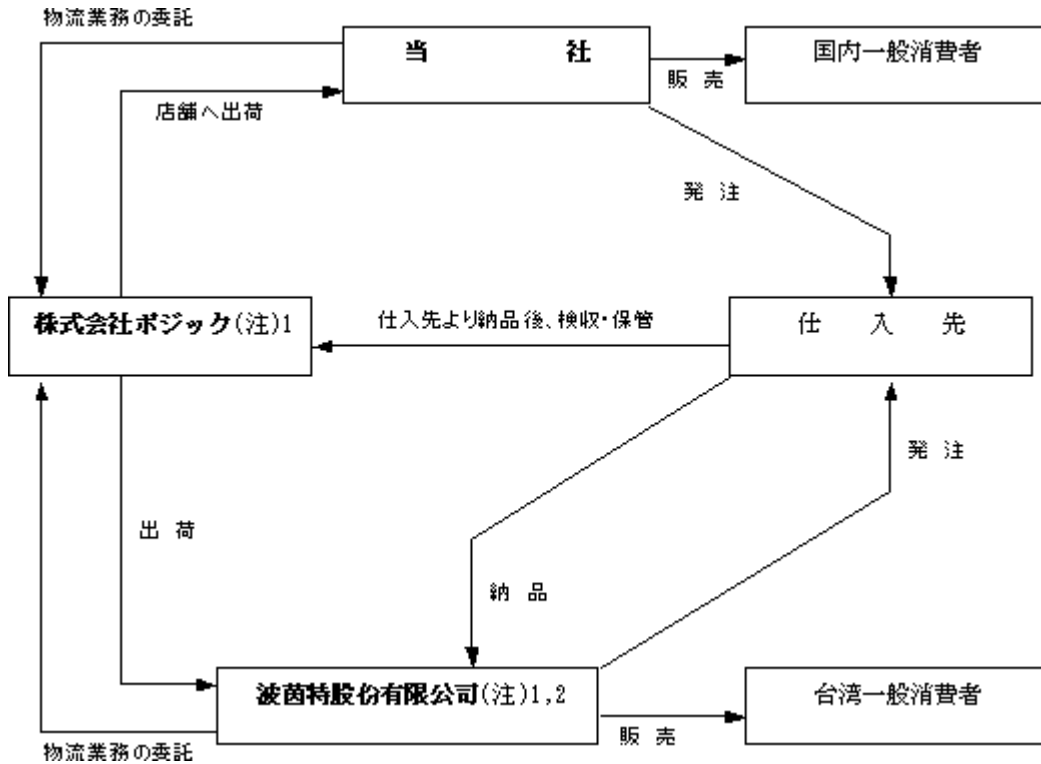 物流業務の委託
当 社
国内一般消費者
販 売
店舗へ出荷
発 注
株式会社ポジック(注)1
仕入先より納品後、検収・保管
仕 入 先
発 注
出 荷
納 品
波茵特股份有限公司(注)1,2
台湾一般消費者
販 売
物流業務の委託